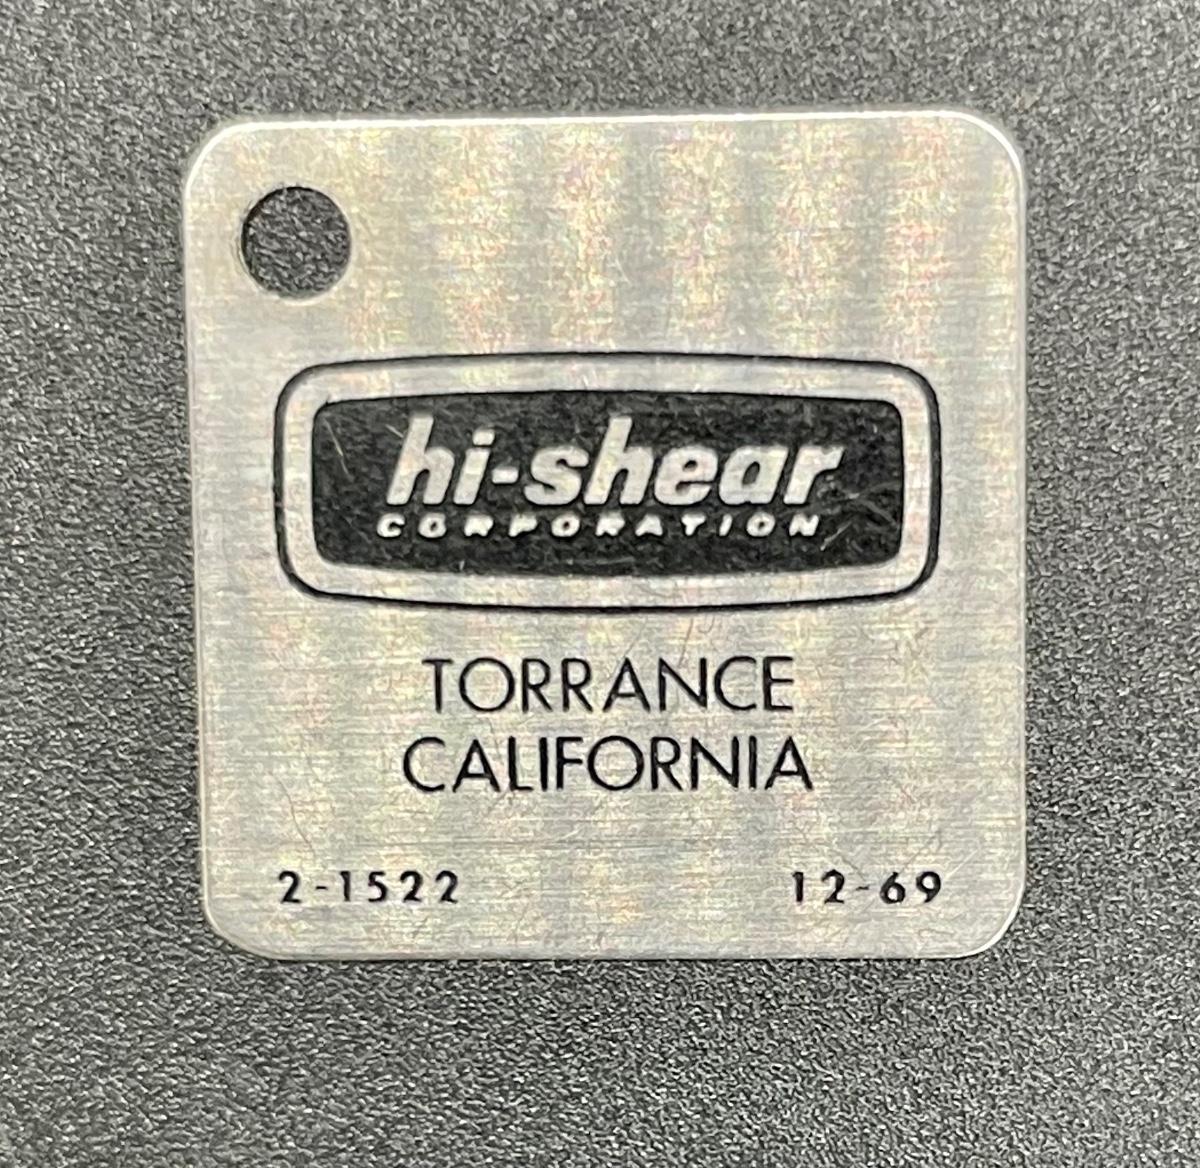 hi-shear
CORPORATION
TORRANCE
CALIFORNIA
2-1522 12-69